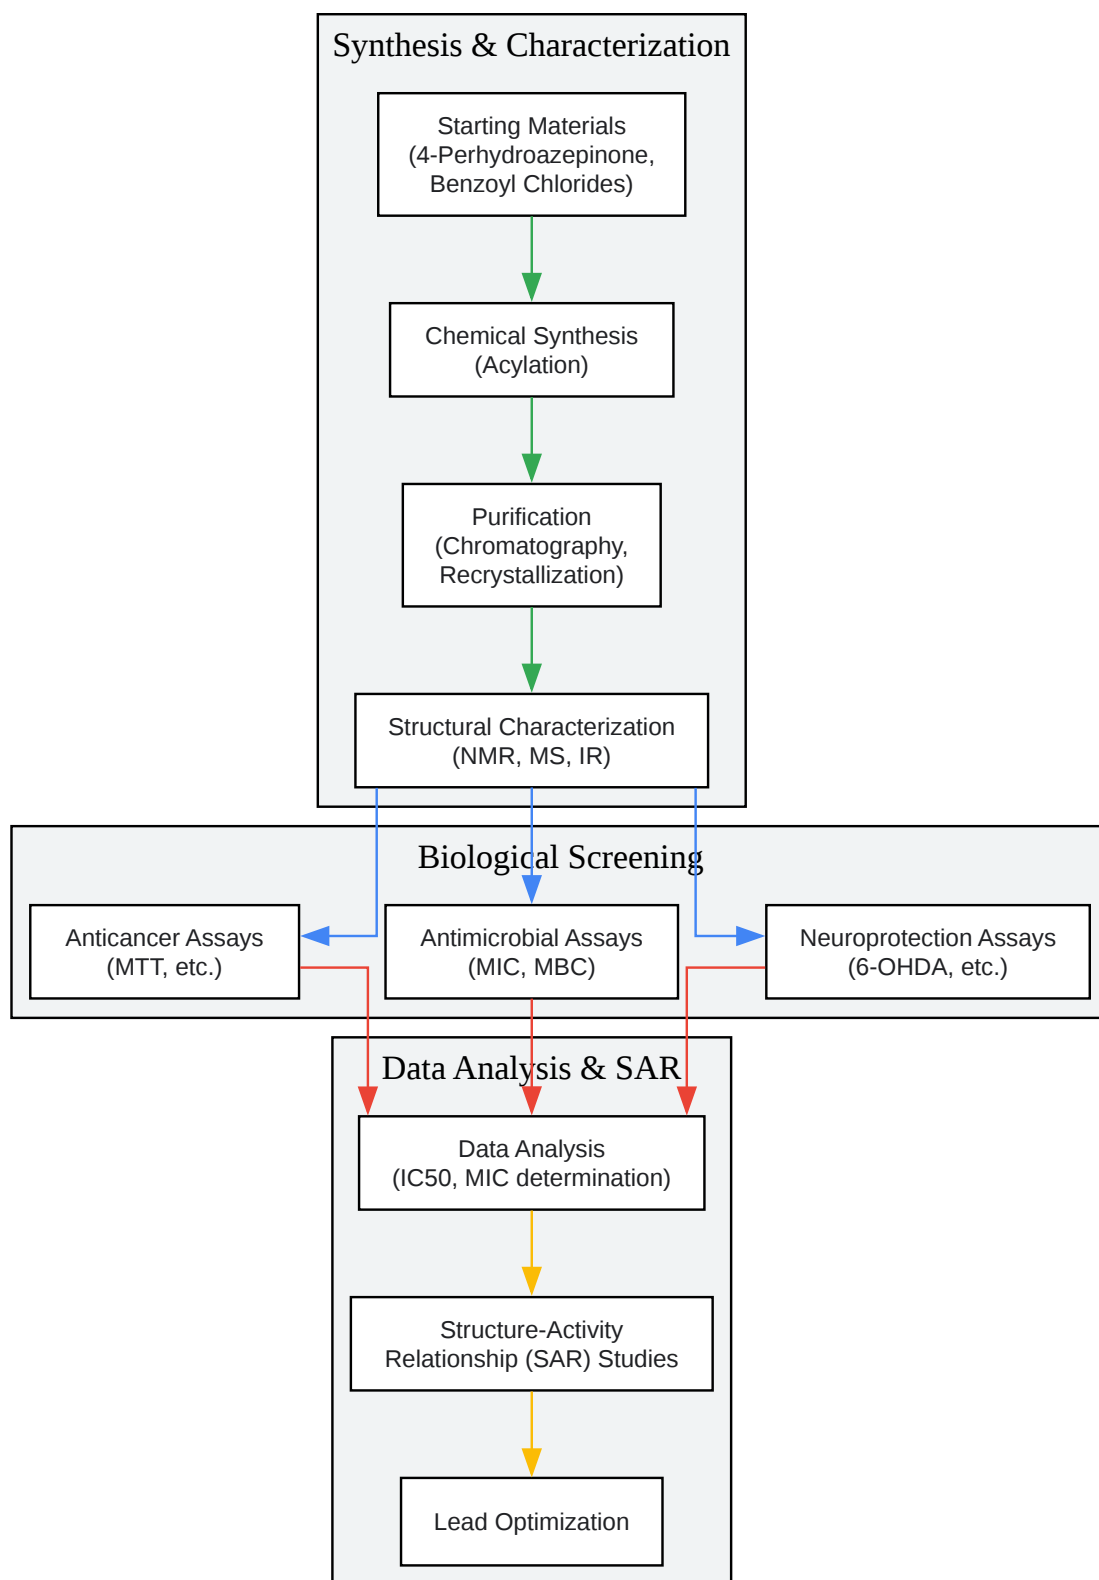 Synthesis & Characterization
Starting Materials
(4-Perhydroazepinone,
Benzoyl Chlorides)
Chemical Synthesis
(Acylation)
Purification
(Chromatography,
Recrystallization)
Structural Characterization
(NMR, MS, IR)
Biological Screening
Anticancer Assays
(MTT, etc.)
Antimicrobial Assays
(MIC, MBC)
Neuroprotection Assays
(6-OHDA, etc.)
Data Analysis & SAR
Data Analysis
(IC50, MIC determination)
Structure-Activity
Relationship (SAR) Studies
Lead Optimization